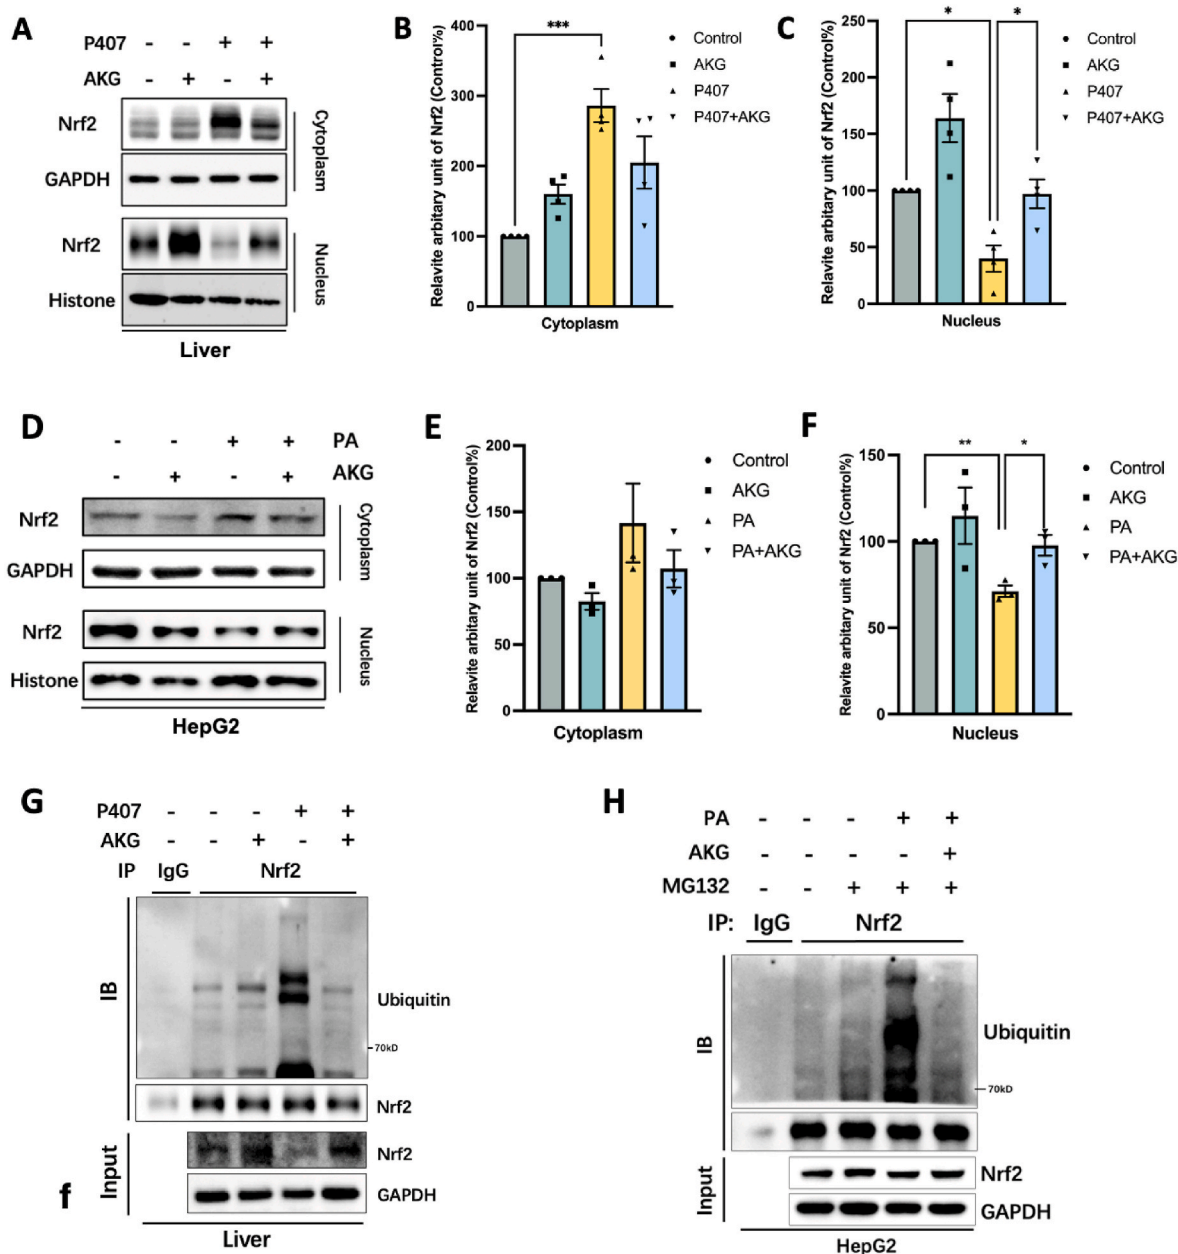 A
P407 - - + +
AKG - + - +
Nrf2
GAPDH
Cytoplasm
Nrf2
Histone
Nucleus
Liver
B
Relavite arbitary unit of Nrf2 (Control%)
400
300
200
100
0
***
Cytoplasm
Control
AKG
P407
P407+AKG
C
Relavite arbitary unit of Nrf2 (Control%)
250
200
150
100
50
0
* *
Nucleus
Control
AKG
P407
P407+AKG
D
- - + + PA
- + - + AKG
Nrf2
GAPDH
Cytoplasm
Nrf2
Histone
Nucleus
HepG2
E
Relavite arbitary unit of Nrf2 (Control%)
200
150
100
50
0
Cytoplasm
Control
AKG
PA
PA+AKG
F
Relavite arbitary unit of Nrf2 (Control%)
150
100
50
0
** *
Nucleus
Control
AKG
PA
PA+AKG
G
P407 - - - + +
AKG - - + - +
IP IgG Nrf2
IB
Ubiquitin
70kD
Nrf2
Input
Nrf2
GAPDH
f
Liver
H
PA - - - + +
AKG - - - - +
MG132 - - + + +
IP: IgG Nrf2
IB
Ubiquitin
70kD
Input
Nrf2
GAPDH
HepG2